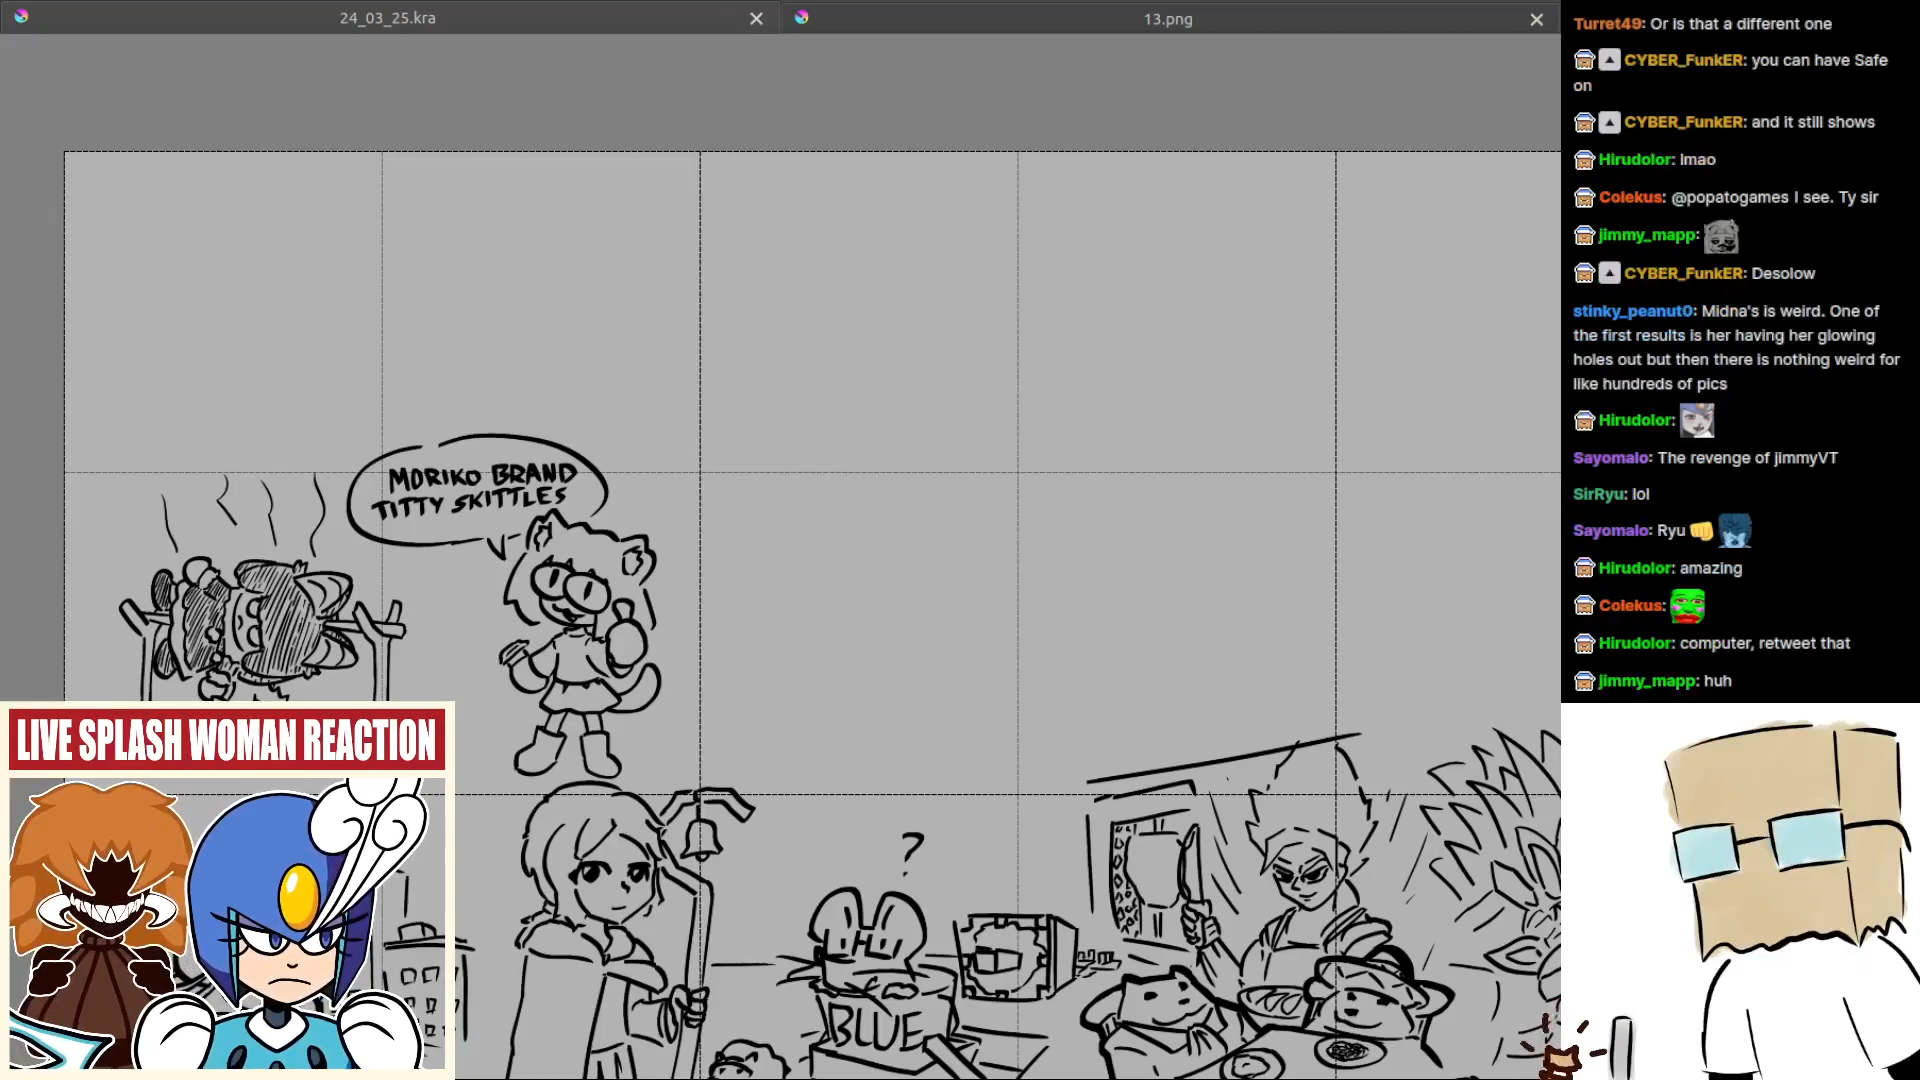 24_03_25.kra
13.png
Turret49: Or is that a different one
CYBER_FunkER: you can have Safe
on
CYBER_FunkER: and it still shows
Hirudolor: lmao
Colekus: @popatogames I see. Ty sir
jimmy_mapp:
CYBER_FunkER: Desolow
stinky_peanut0: Midna's is weird. One of
the first results is her having her glowing
holes out but then there is nothing weird for
like hundreds of pics
Hirudolor:
Sayomalo: The revenge of jimmyVT
SirRyu: lol
Sayomalo: Ryu
Hirudolor: amazing
Colekus:
Hirudolor: computer, retweet that
jimmy_mapp: huh
MORIKO BRAND
TITTY SKITTLES
LIVE SPLASH WOMAN REACTION
?
BLUE